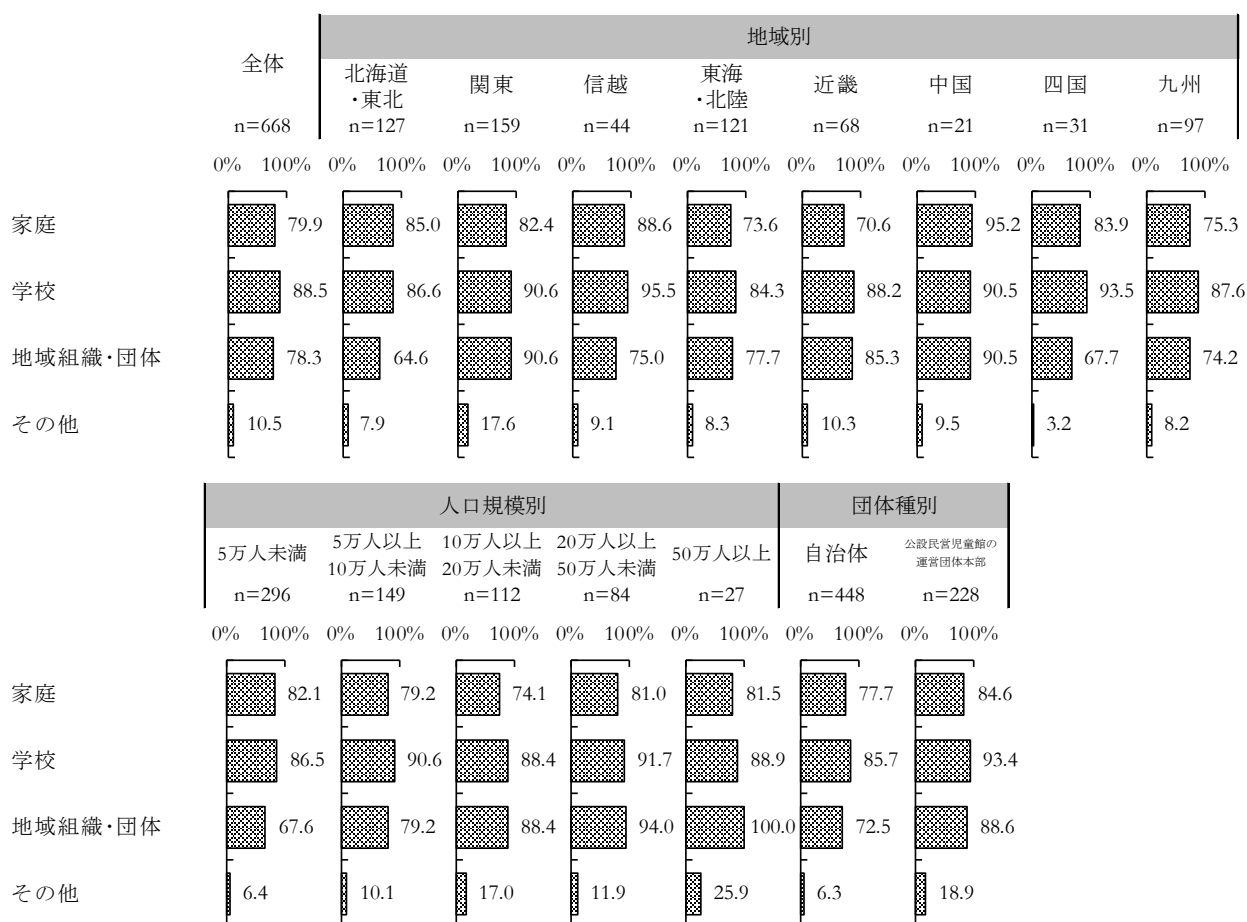 地域別
全体
北海道 関東 信越 東海 近畿 中国 四国 九州
・東北 ・北陸
n=668 n=127 n=159 n=44 n=121 n=68 n=21 n=31 n=97
0% 100% 0% 100% 0% 100% 0% 100% 0% 100% 0% 100% 0% 100% 0% 100% 0% 100%
家庭 79.9 85.0 82.4 88.6 73.6 70.6 95.2 83.9 75.3
学校 88.5 86.6 90.6 95.5 84.3 88.2 90.5 93.5 87.6
地域組織・団体 78.3 64.6 90.6 75.0 77.7 85.3 90.5 67.7 74.2
その他 10.5 7.9 17.6 9.1 8.3 10.3 9.5 3.2 8.2
人口規模別 団体種別
5万人未満 5万人以上 10万人以上 20万人以上 50万人以上 自治体 公設民営児童館の
10万人未満 20万人未満 50万人未満 運営団体本部
n=296 n=149 n=112 n=84 n=27 n=448 n=228
0% 100% 0% 100% 0% 100% 0% 100% 0% 100% 0% 100% 0% 100%
家庭 82.1 79.2 74.1 81.0 81.5 77.7 84.6
学校 86.5 90.6 88.4 91.7 88.9 85.7 93.4
地域組織・団体 67.6 79.2 88.4 94.0 100.0 72.5 88.6
その他 6.4 10.1 17.0 11.9 25.9 6.3 18.9